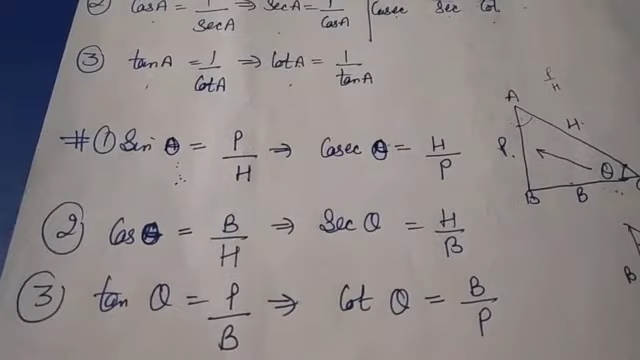 ② CosA = 1/SecA ⇒ SecA = 1/CosA | Cosec Sec Cot
③ tanA = 1/CotA ⇒ CotA = 1/tanA
P/H
# ① Sin θ = P/H ⇒ Cosec θ = H/P
② Cos θ = B/H ⇒ Sec θ = H/B
③ tan θ = P/B ⇒ Cot θ = B/P
A
H
P.
θ
B B C
B